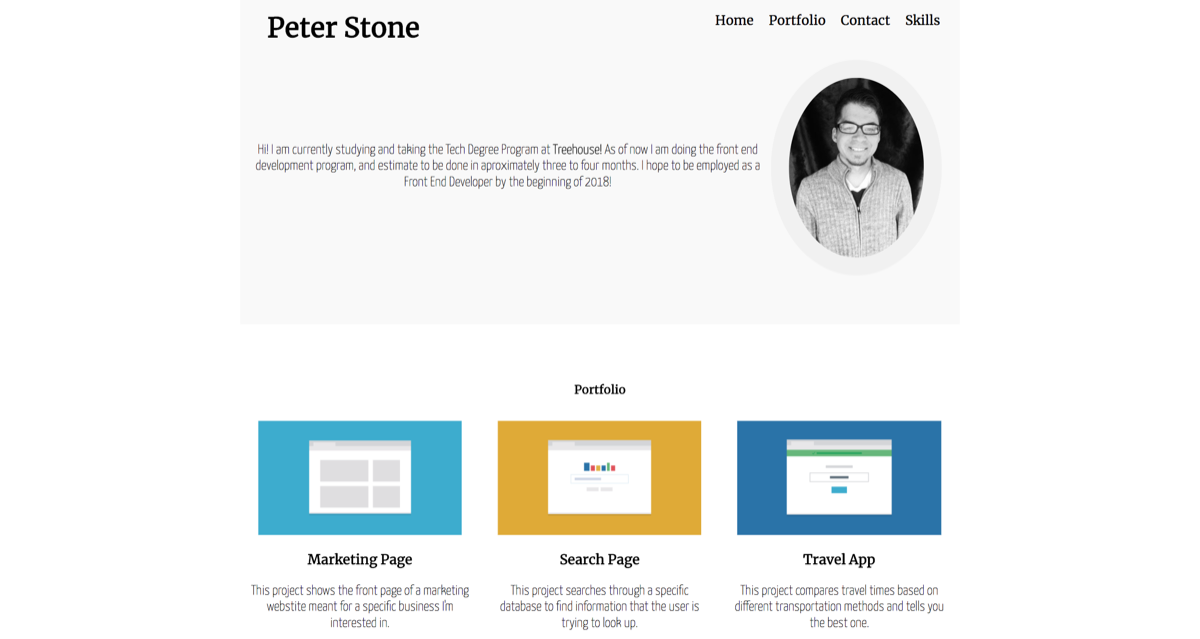 Peter Stone
Home Portfolio Contact Skills
Hi! I am currently studying and taking the Tech Degree Program at Treehouse! As of now I am doing the front end
development program, and estimate to be done in aproximately three to four months. I hope to be employed as a
Front End Developer by the beginning of 2018!
Portfolio
Marketing Page
This project shows the front page of a marketing
webstite meant for a specific business I'm
interested in.
Search Page
This project searches through a specific
database to find information that the user is
trying to look up.
Travel App
This project compares travel times based on
different transportation methods and tells you
the best one.